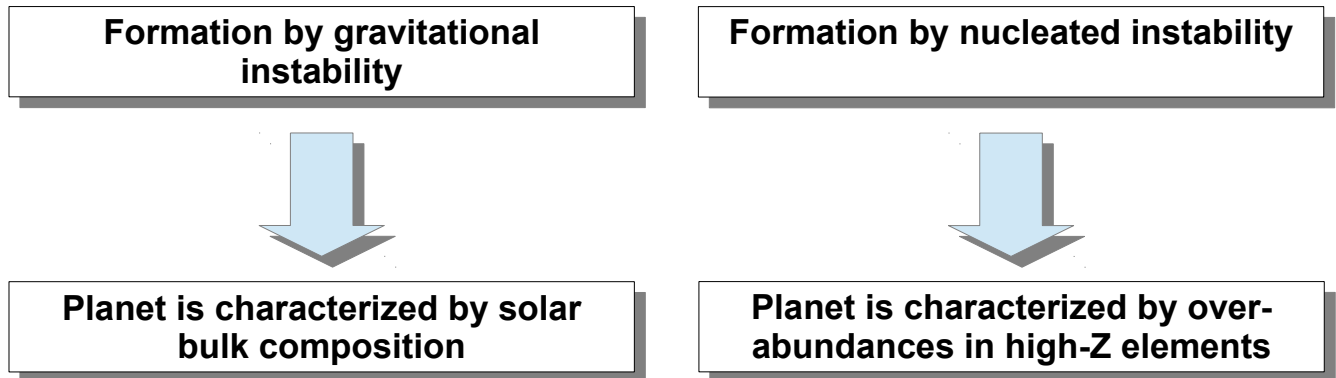 Formation by gravitational
instability
Formation by nucleated instability
Planet is characterized by solar
bulk composition
Planet is characterized by over-
abundances in high-Z elements